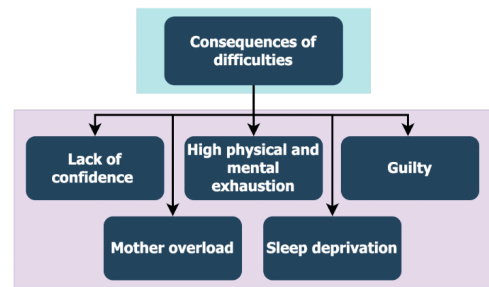 Consequences of
difficulties
Lack of
confidence
High physical and
mental
exhaustion
Guilty
Mother overload
Sleep deprivation